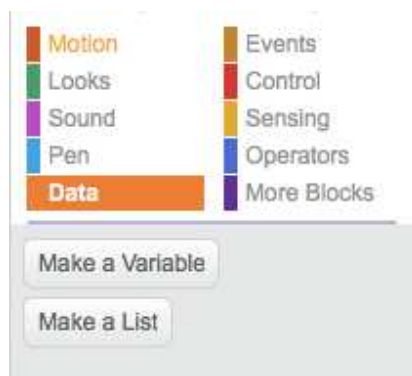 Motion
Events
Looks
Control
Sound
Sensing
Pen
Operators
Data
More Blocks
Make a Variable
Make a List